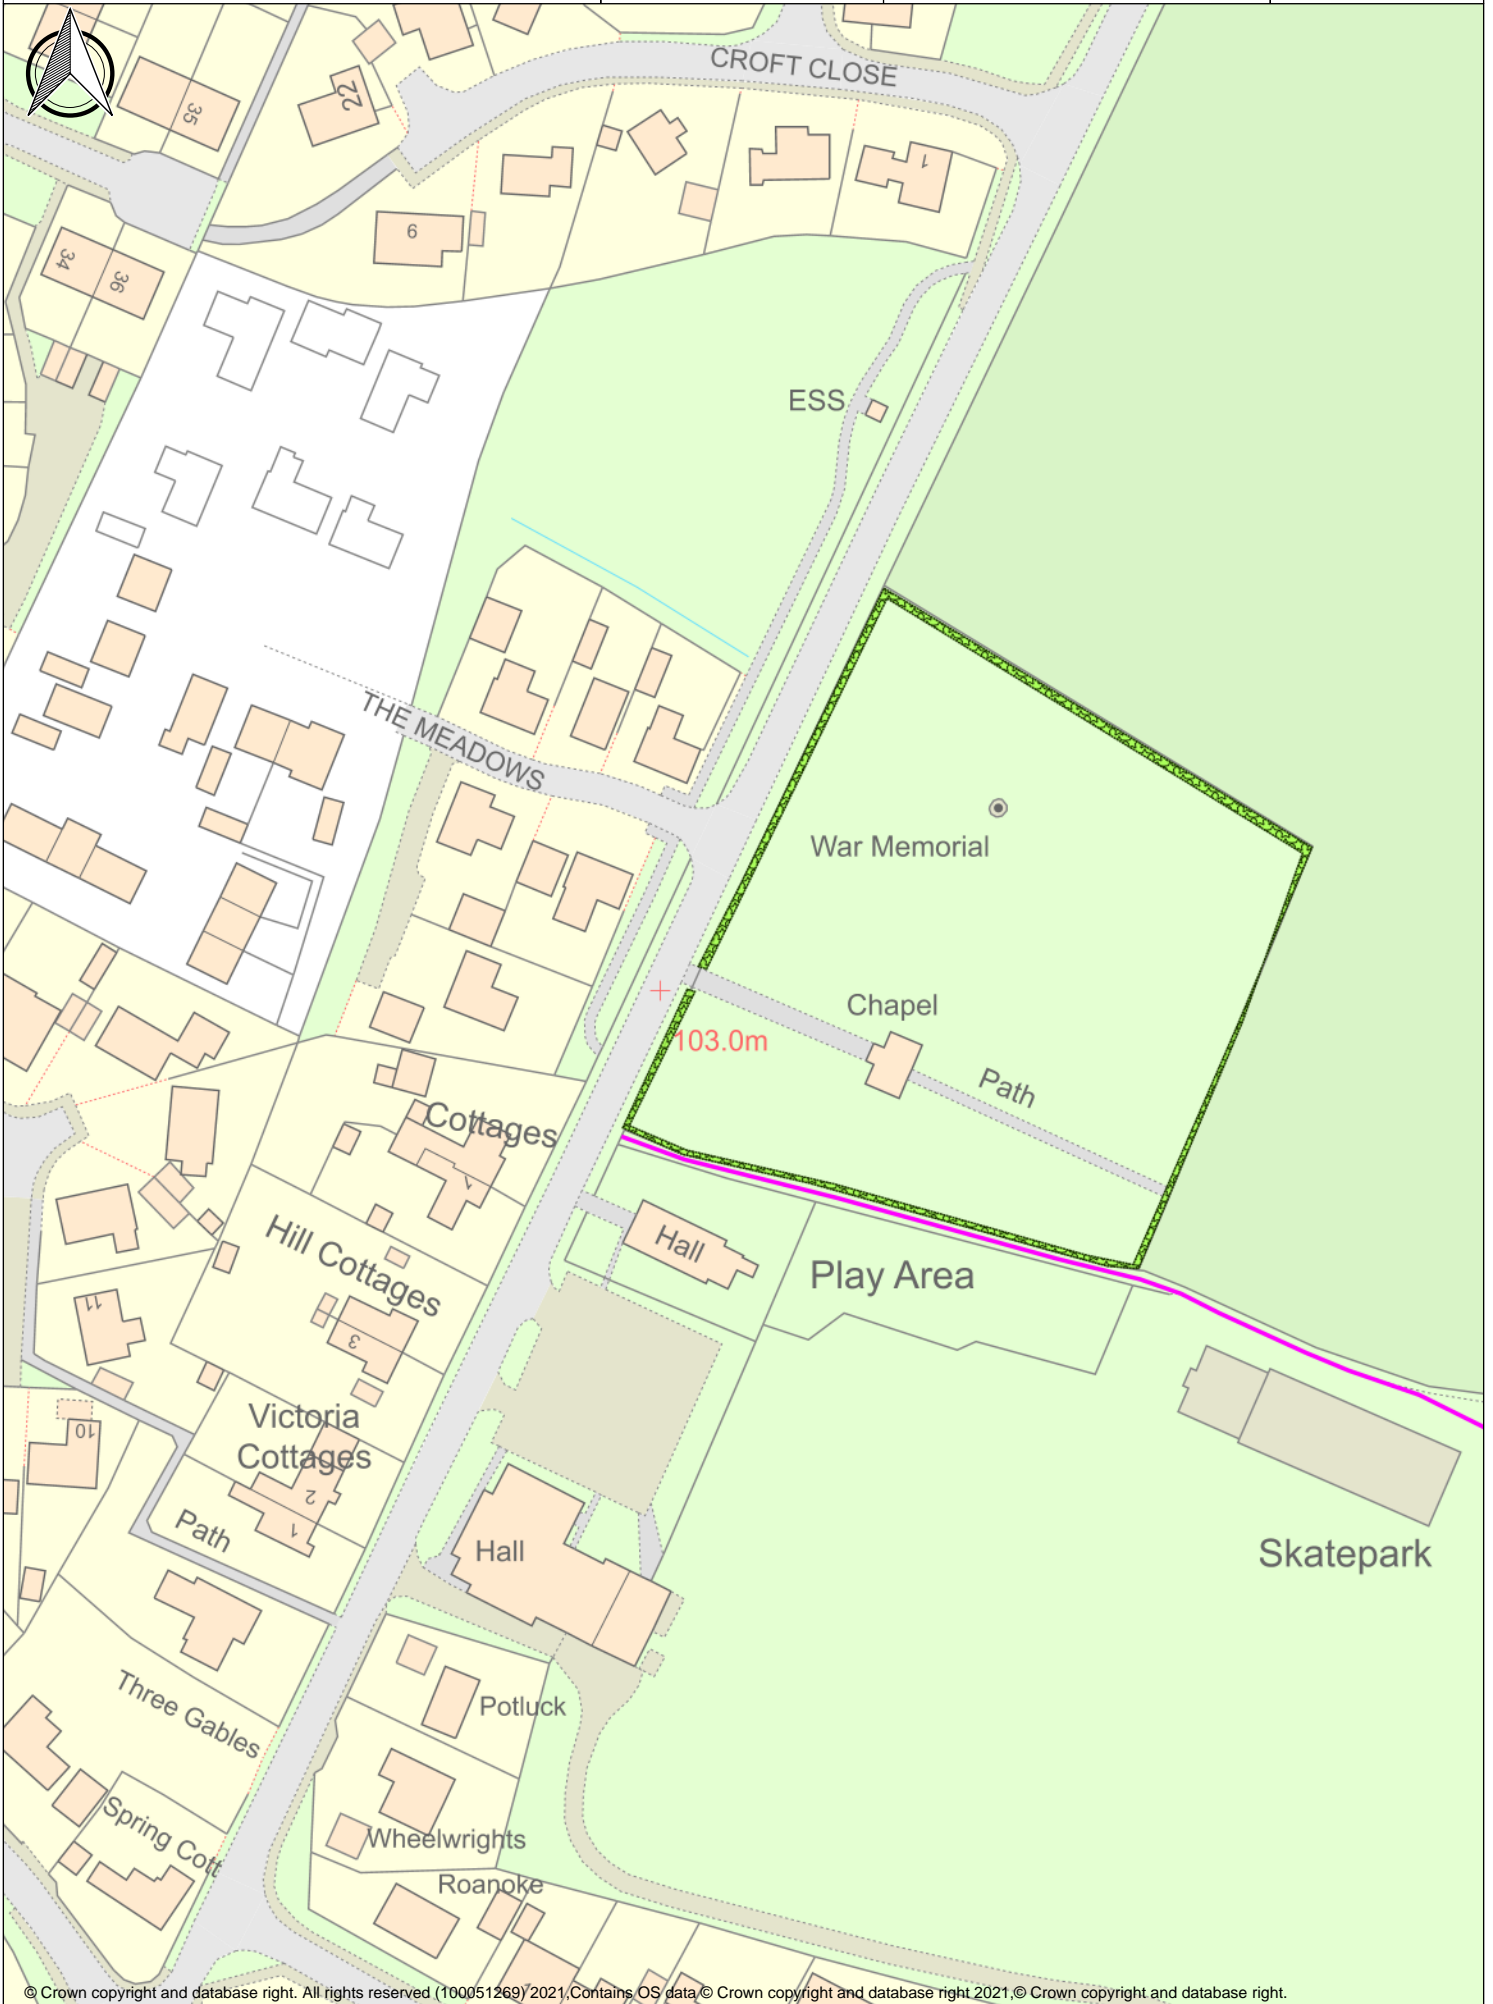 CROFT CLOSE
35
22
1
9
34
36
ESS
THE MEADOWS
War Memorial
Chapel
103.0m
Path
Cottages
1
Hall
Hill Cottages
Play Area
11
3
Victoria
Cottages
10
2
1
Path
Hall
Skatepark
Three Gables
Potluck
Spring Cott
Wheelwrights
Roanoke
1
© Crown copyright and database right. All rights reserved (100051269) 2021,Contains OS data © Crown copyright and database right 2021,© Crown copyright and database right.